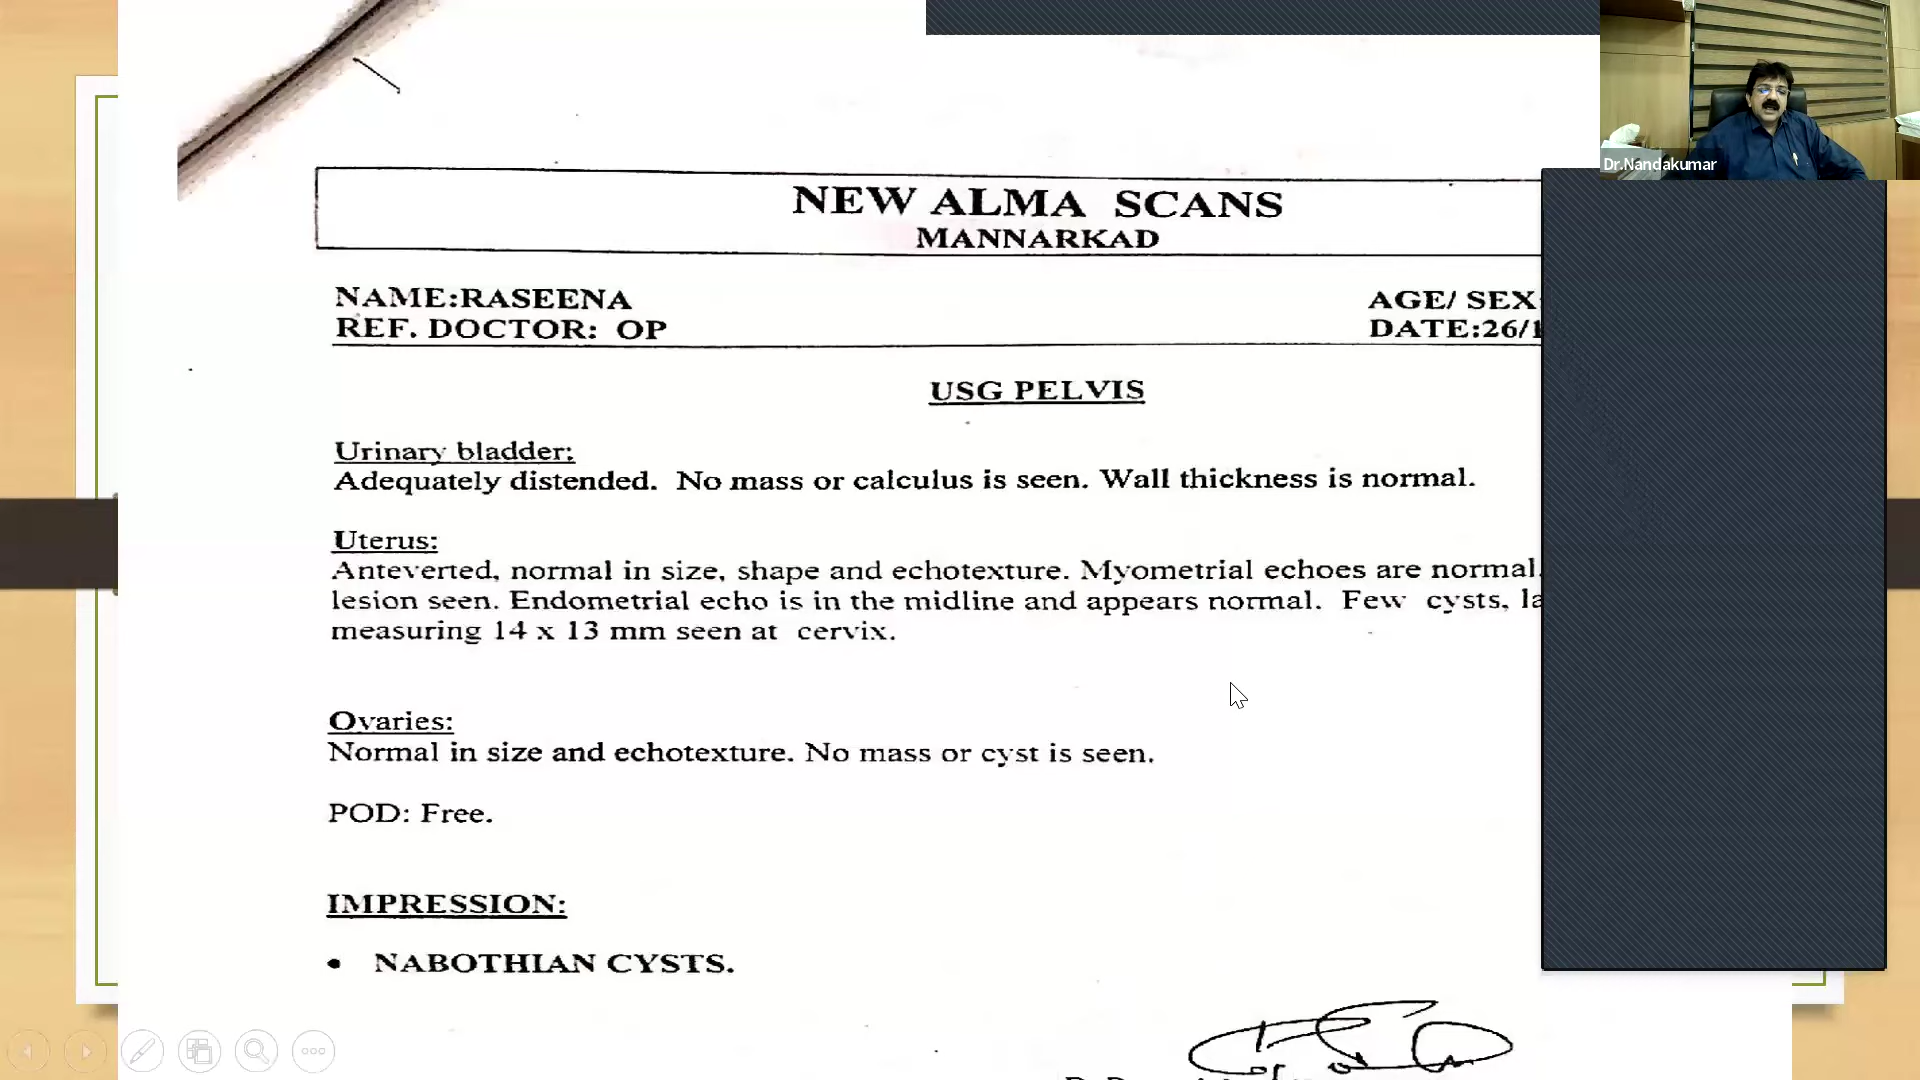 Dr.Nandakumar
NEW ALMA SCANS
MANNARKAD
NAME:RASEENA
AGE/ SEX
REF. DOCTOR: OP
DATE:26/1
USG PELVIS
Urinary bladder:
Adequately distended. No mass or calculus is seen. Wall thickness is normal.
Uterus:
Anteverted, normal in size, shape and echotexture. Myometrial echoes are normal.
lesion seen. Endometrial echo is in the midline and appears normal. Few cysts, la
measuring 14 x 13 mm seen at cervix.
Ovaries:
Normal in size and echotexture. No mass or cyst is seen.
POD: Free.
IMPRESSION:
• NABOTHIAN CYSTS.